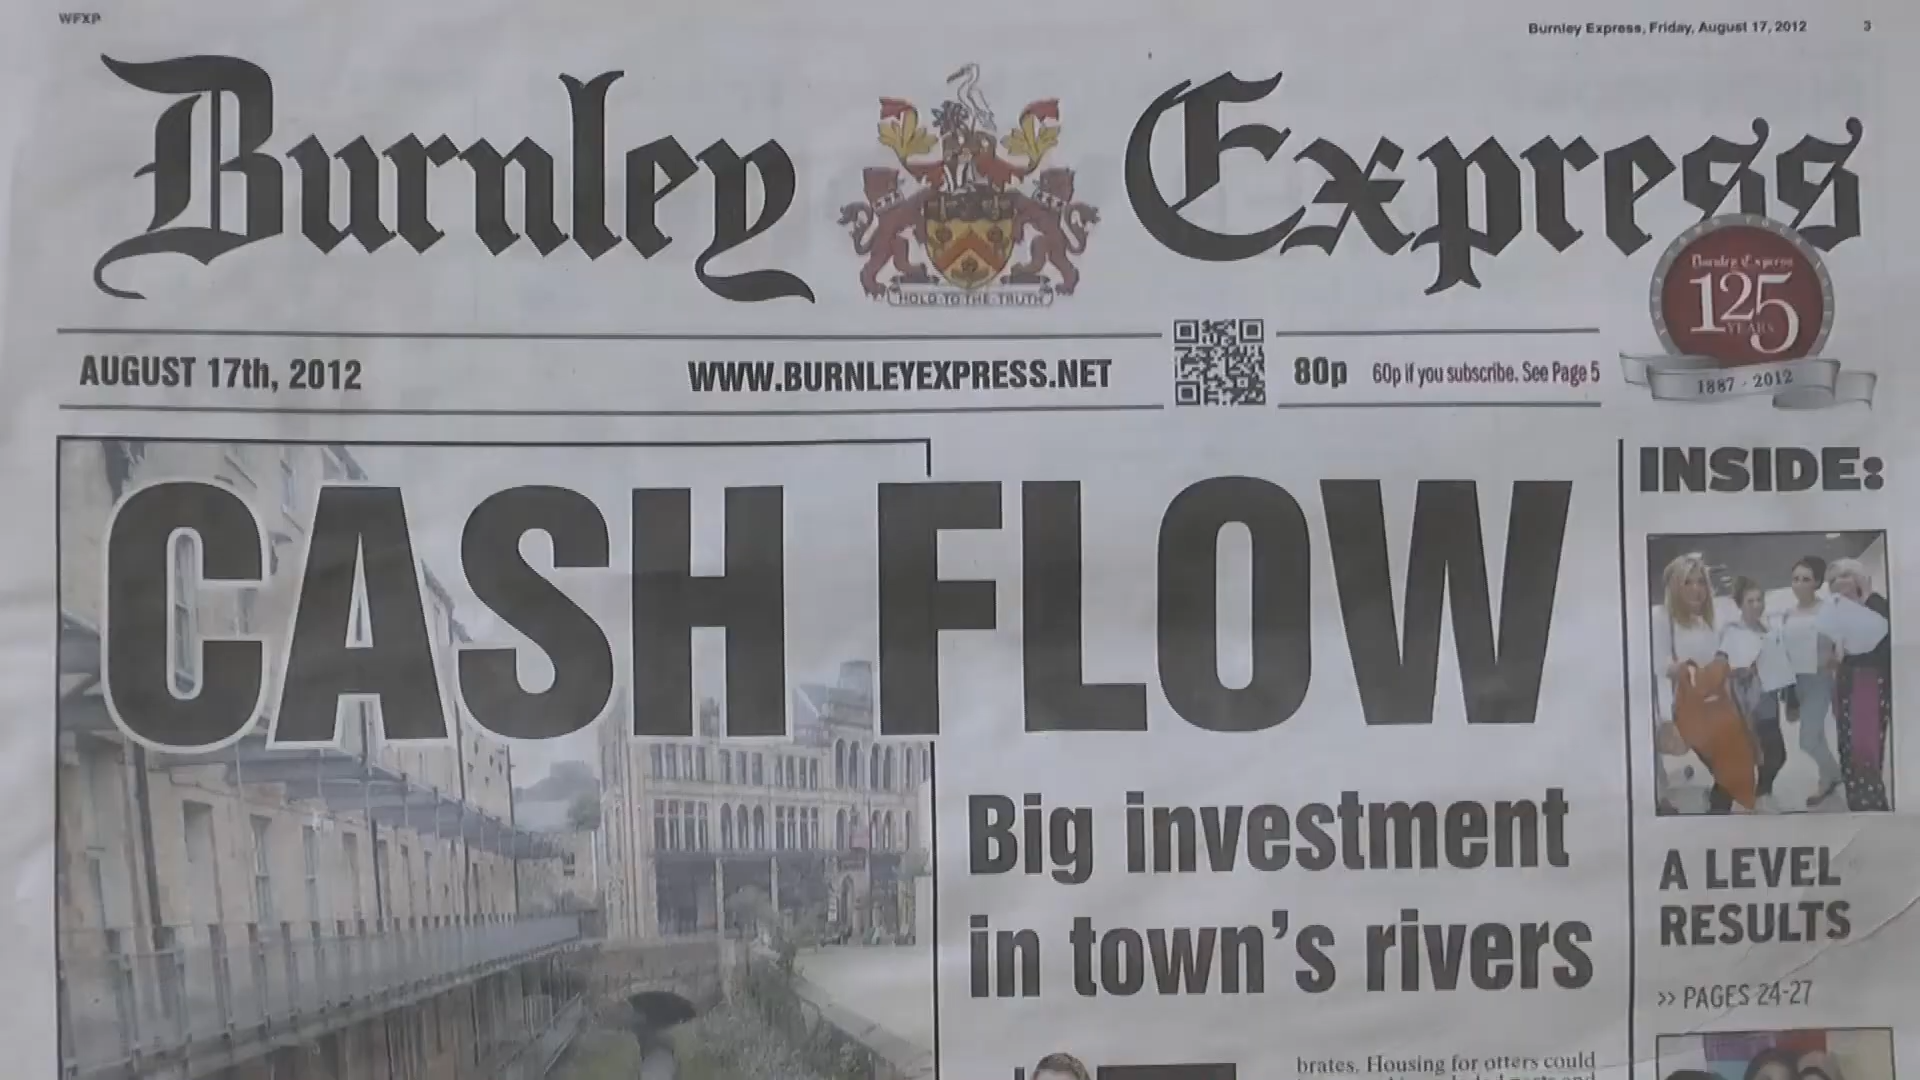 WFXP
Burnley Express, Friday, August 17, 2012 3
Burnley Express
HOLD TO THE TRUTH
Burnley Express
125
YEARS
1887 - 2012
AUGUST 17th, 2012
WWW.BURNLEYEXPRESS.NET
80p 60p if you subscribe. See Page 5
CASH FLOW
Big investment
in town's rivers
brates. Housing for otters could
INSIDE:
A LEVEL
RESULTS
>> PAGES 24-27